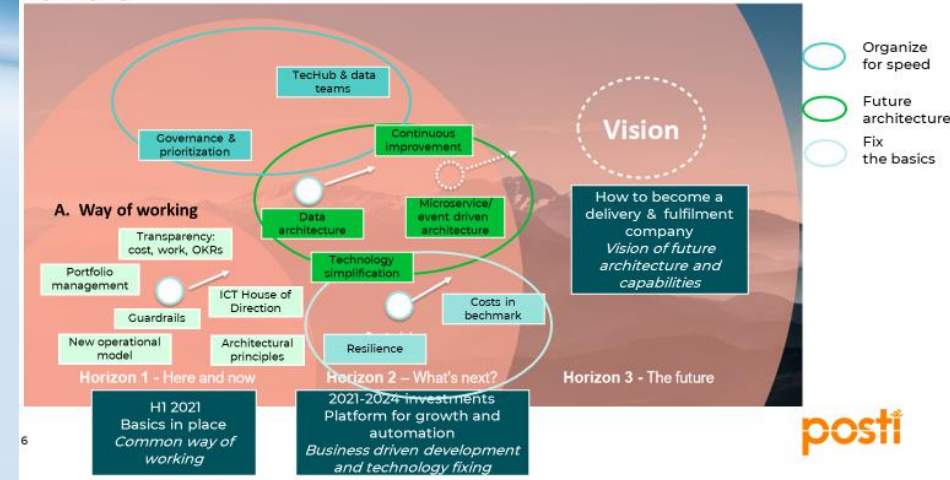 TecHub & data
teams
Governance &
prioritization
Continuous
improvement
A. Way of working
Data
architecture
Microservice/
event driven
architecture
Technology
simplification
Transparency:
cost, work, OKRs
Portfolio
management
Guardrails
ICT House of
Direction
New operational
model
Architectural
principles
Costs in
bechmark
Resilience
Vision
How to become a
delivery & fulfilment
company
Vision of future
architecture and
capabilities
Horizon 1 - Here and now
Horizon 2 – What's next?
Horizon 3 - The future
H1 2021
Basics in place
Common way of
working
2021-2024 investments
Platform for growth and
automation
Business driven development
and technology fixing
Organize
for speed
Future
architecture
Fix
the basics
6
posti